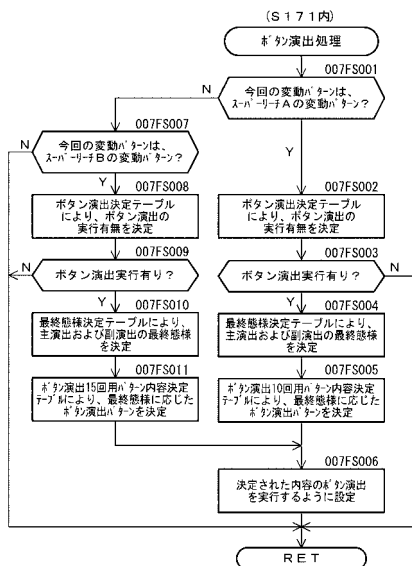 (S171内)
ボタン演出処理
007FS001
今回の変動パターンは、
スーパーリーチAの変動パターン?
N
Y
007FS007
今回の変動パターンは、
スーパーリーチBの変動パターン?
N
Y
007FS008
ボタン演出決定テーブル
により、ボタン演出の
実行有無を決定
007FS002
ボタン演出決定テーブル
により、ボタン演出の
実行有無を決定
007FS009
ボタン演出実行有り?
N
Y
007FS003
ボタン演出実行有り?
N
Y
007FS010
最終態様決定テーブルにより、
主演出および副演出の最終態様
を決定
007FS004
最終態様決定テーブルにより、
主演出および副演出の最終態様
を決定
007FS011
ボタン演出15回用パターン内容決定
テーブルにより、最終態様に応じた
ボタン演出パターンを決定
007FS005
ボタン演出10回用パターン内容決定
テーブルにより、最終態様に応じた
ボタン演出パターンを決定
007FS006
決定された内容のボタン演出
を実行するように設定
RET